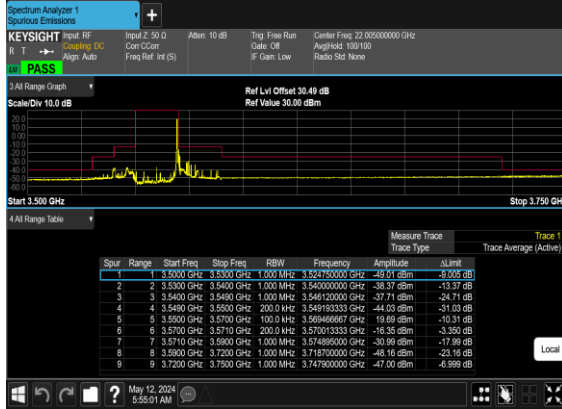 Spectrum Analyzer 1
Spurious Emissions
KEYSIGHT
R T
PASS
Input: RF
Coupling: DC
Align: Auto
Input Z: 50 Ω
Corr CCorr
Freq Ref: Int (S)
Atten: 10 dB
Trig: Free Run
Gate: Off
IF Gain: Low
Center Freq: 22.005000000 GHz
Avg|Hold: 100/100
Radio Std: None
3 All Range Graph
Scale/Div 10.0 dB
Ref Lvl Offset 30.49 dB
Ref Value 30.00 dBm
20.0
10.0
0.00
-10.0
-20.0
-30.0
-40.0
-50.0
-60.0
Start 3.500 GHz
Stop 3.750 GH
4 All Range Table
Measure Trace Trace 1
Trace Type Trace Average (Active)
Spur Range Start Freq Stop Freq RBW Frequency Amplitude ΔLimit
1 1 3.5000 GHz 3.5300 GHz 1.000 MHz 3.524750000 GHz -49.01 dBm -9.005 dB
2 2 3.5300 GHz 3.5400 GHz 1.000 MHz 3.540000000 GHz -38.37 dBm -13.37 dB
3 3 3.5400 GHz 3.5490 GHz 1.000 MHz 3.546120000 GHz -37.71 dBm -24.71 dB
4 4 3.5490 GHz 3.5500 GHz 200.0 kHz 3.549193333 GHz -44.03 dBm -31.03 dB
5 5 3.5500 GHz 3.5700 GHz 100.0 kHz 3.569466667 GHz 19.69 dBm -10.31 dB
6 6 3.5700 GHz 3.5710 GHz 200.0 kHz 3.570013333 GHz -16.35 dBm -3.350 dB
7 7 3.5710 GHz 3.5900 GHz 1.000 MHz 3.574895000 GHz -30.99 dBm -17.99 dB
8 8 3.5900 GHz 3.7200 GHz 1.000 MHz 3.718700000 GHz -48.16 dBm -23.16 dB
9 9 3.7200 GHz 3.7500 GHz 1.000 MHz 3.747900000 GHz -47.00 dBm -6.999 dB
Local
?
May 12, 2024
5:55:01 AM